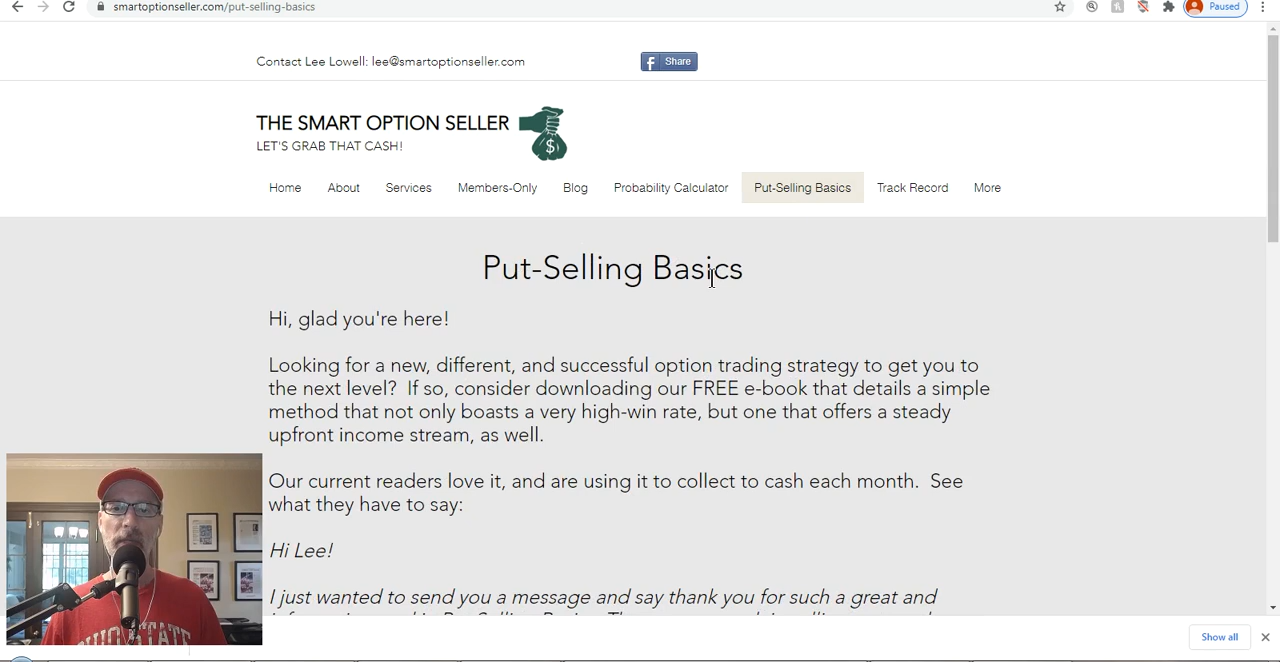 smartoptionseller.com/put-selling-basics
Paused
Contact Lee Lowell: lee@smartoptionseller.com
f Share
THE SMART OPTION SELLER
$
LET'S GRAB THAT CASH!
Home About Services Members-Only Blog Probability Calculator Put-Selling Basics Track Record More
Put-Selling Basics
Hi, glad you're here!
Looking for a new, different, and successful option trading strategy to get you to
the next level? If so, consider downloading our FREE e-book that details a simple
method that not only boasts a very high-win rate, but one that offers a steady
upfront income stream, as well.
Our current readers love it, and are using it to collect to cash each month. See
what they have to say:
Hi Lee!
I just wanted to send you a message and say thank you for such a great and
OHIO STATE
Show all